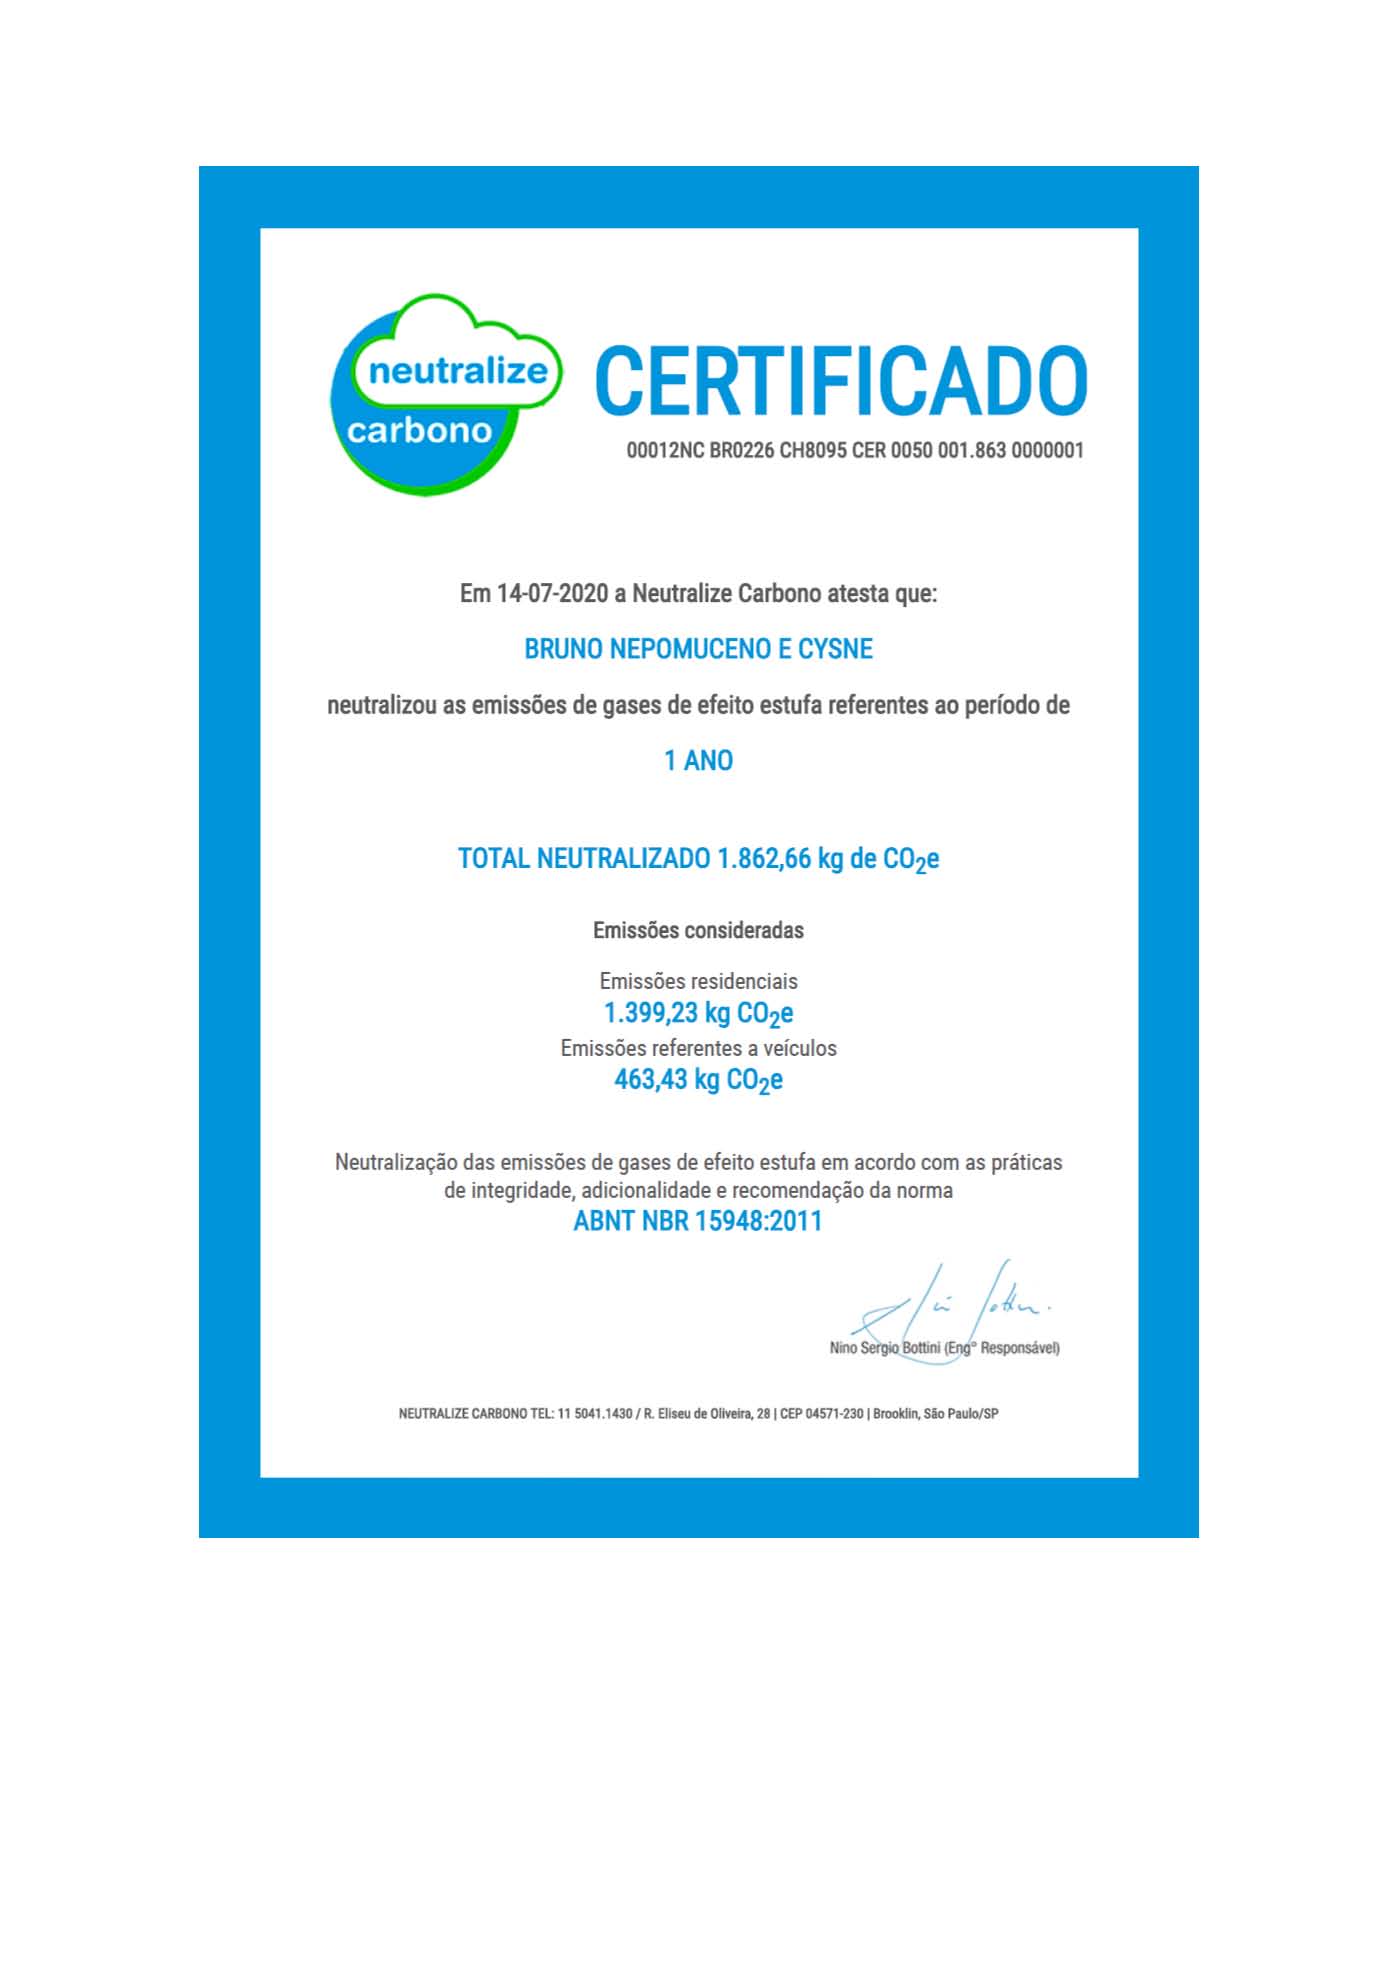 neutralize
carbono
CERTIFICADO
00012NC BR0226 CH8095 CER 0050 001.863 0000001
Em 14-07-2020 a Neutralize Carbono atesta que:
BRUNO NEPOMUCENO E CYSNE
neutralizou as emissões de gases de efeito estufa referentes ao período de
1 ANO
TOTAL NEUTRALIZADO 1.862,66 kg de CO₂e
Emissões consideradas
Emissões residenciais
1.399,23 kg CO₂e
Emissões referentes a veículos
463,43 kg CO₂e
Neutralização das emissões de gases de efeito estufa em acordo com as práticas
de integridade, adicionalidade e recomendação da norma
ABNT NBR 15948:2011
Nino Sergio Bottini (Eng° Responsável)
NEUTRALIZE CARBONO TEL: 11 5041.1430 / R. Eliseu de Oliveira, 28 | CEP 04571-230 | Brooklin, São Paulo/SP